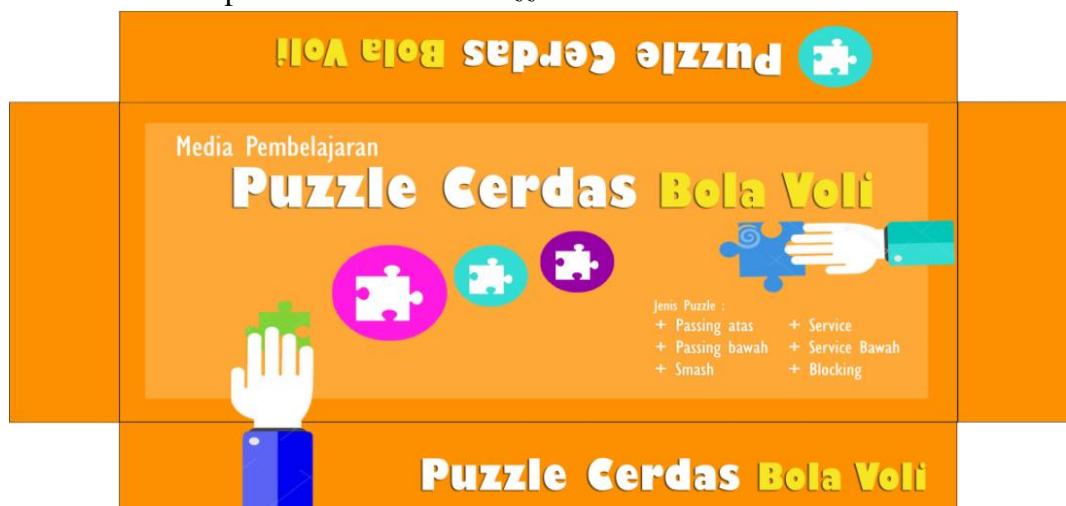 Puzzle Cerdas Bola Voli
Media Pembelajaran
Puzzle Cerdas Bola Voli
Jenis Puzzle :
+ Passing atas + Service
+ Passing bawah + Service Bawah
+ Smash + Blocking
Puzzle Cerdas Bola Voli